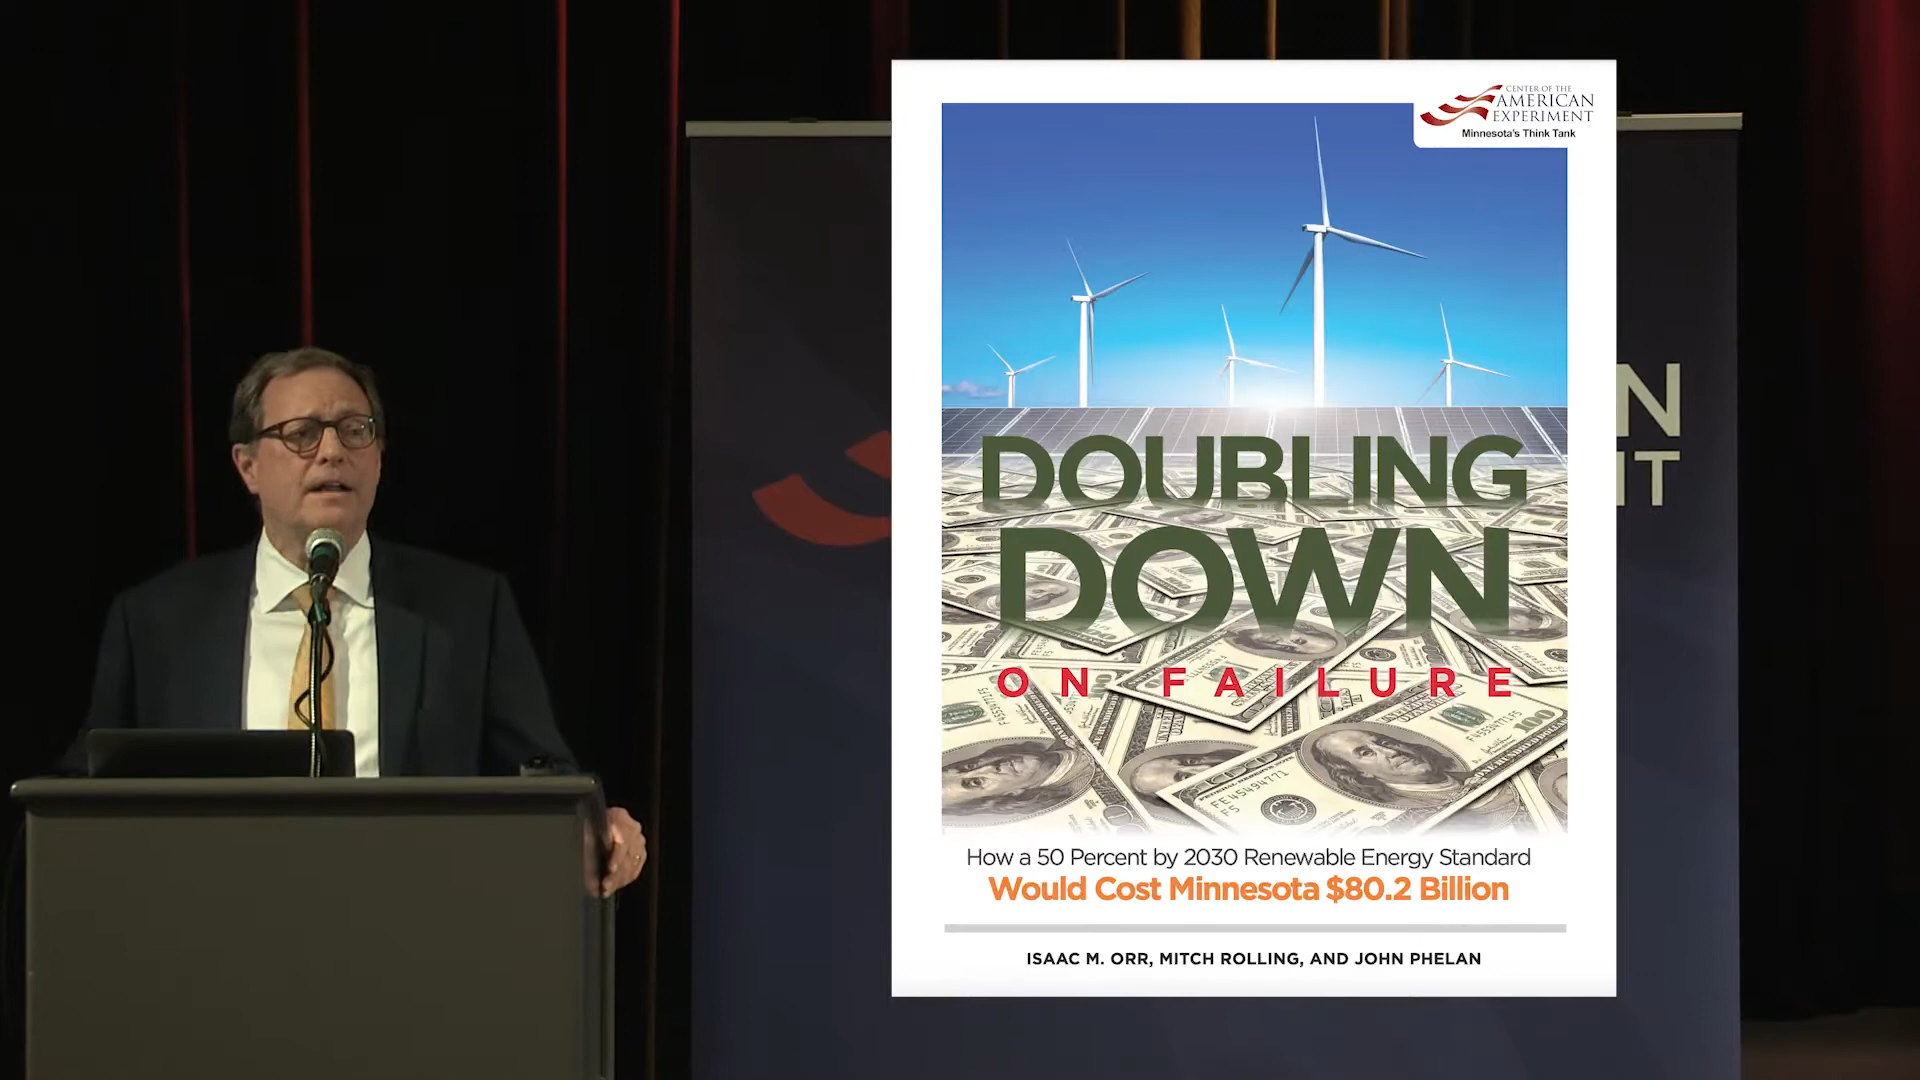 CENTER OF THE
AMERICAN
EXPERIMENT
Minnesota's Think Tank
N
IT
DOUBLING
DOWN
ON FAILURE
How a 50 Percent by 2030 Renewable Energy Standard
Would Cost Minnesota $80.2 Billion
ISAAC M. ORR, MITCH ROLLING, AND JOHN PHELAN